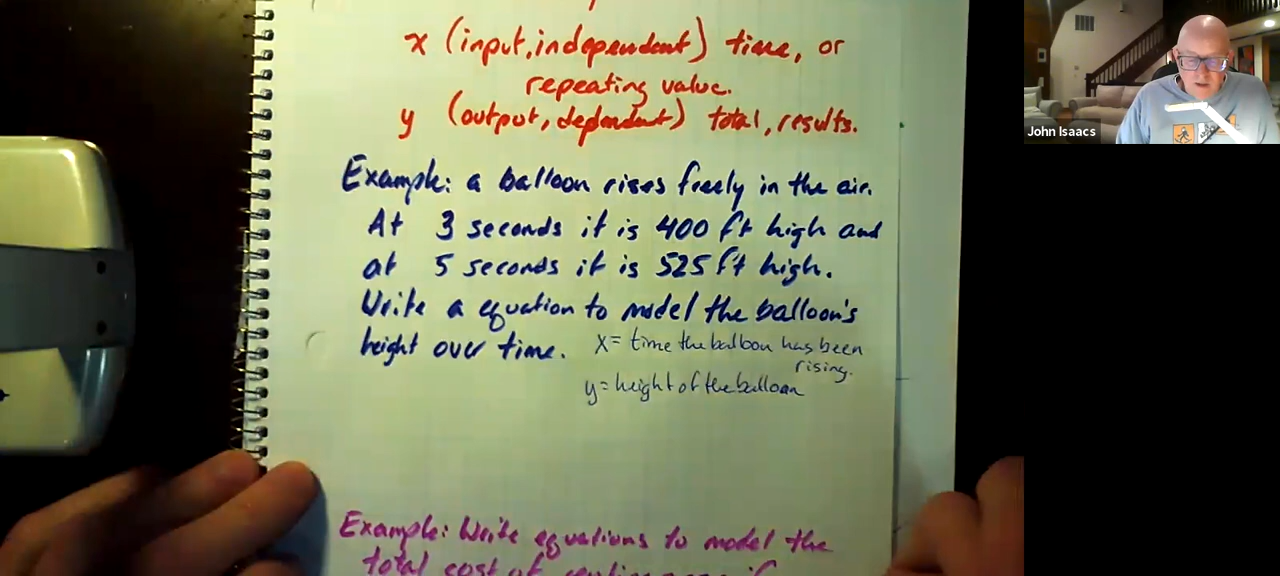 x (input, independent) time, or
repeating value.
y (output, dependent) total, results.
Example: a balloon rises freely in the air.
At 3 seconds it is 400 ft high and
at 5 seconds it is 525 ft high.
Write a equation to model the balloon's
height over time.
x = time the balloon has been
rising.
y = height of the balloon
Example: Write equations to model the
total cost of
John Isaacs